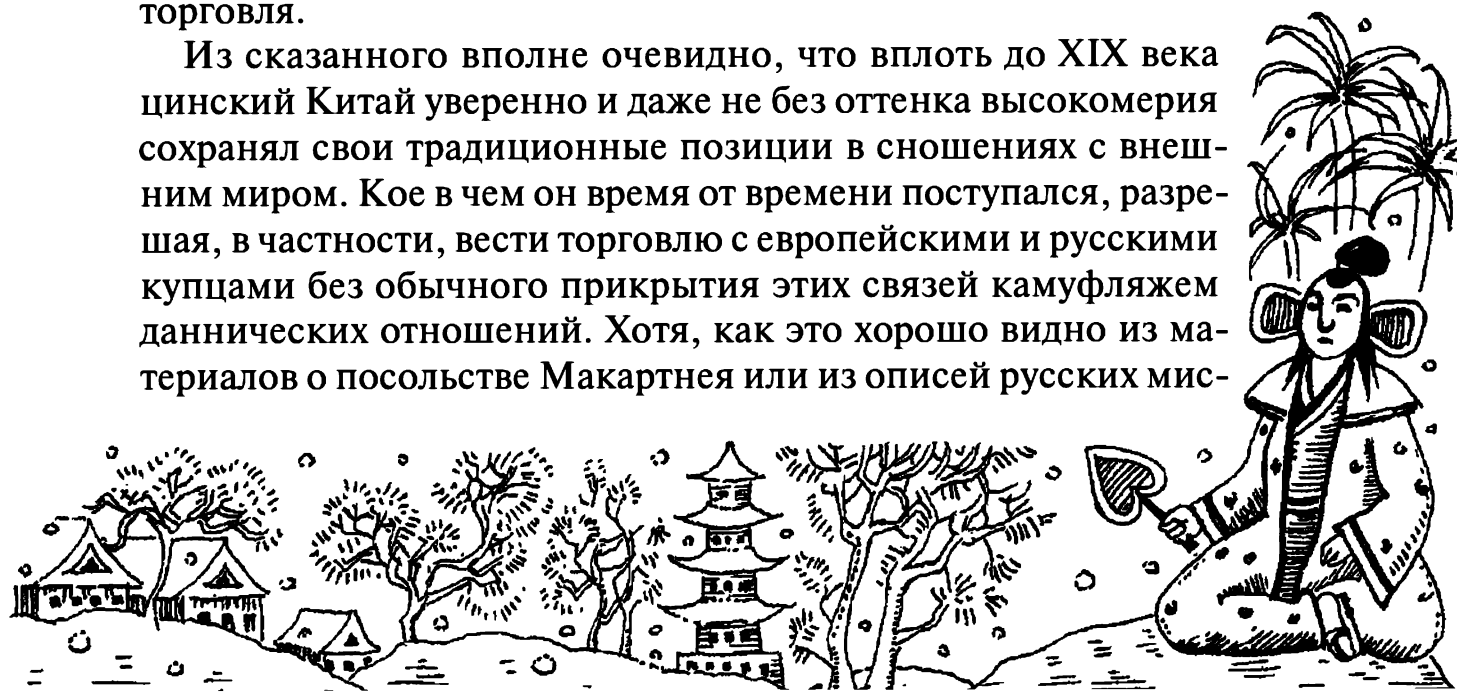 торговля.
Из сказанного вполне очевидно, что вплоть до XIX века
цинский Китай уверенно и даже не без оттенка высокомерия
сохранял свои традиционные позиции в сношениях с внеш-
ним миром. Кое в чем он время от времени поступался, разре-
шая, в частности, вести торговлю с европейскими и русскими
купцами без обычного прикрытия этих связей камуфляжем
даннических отношений. Хотя, как это хорошо видно из ма-
териалов о посольстве Макартнея или из описей русских мис-